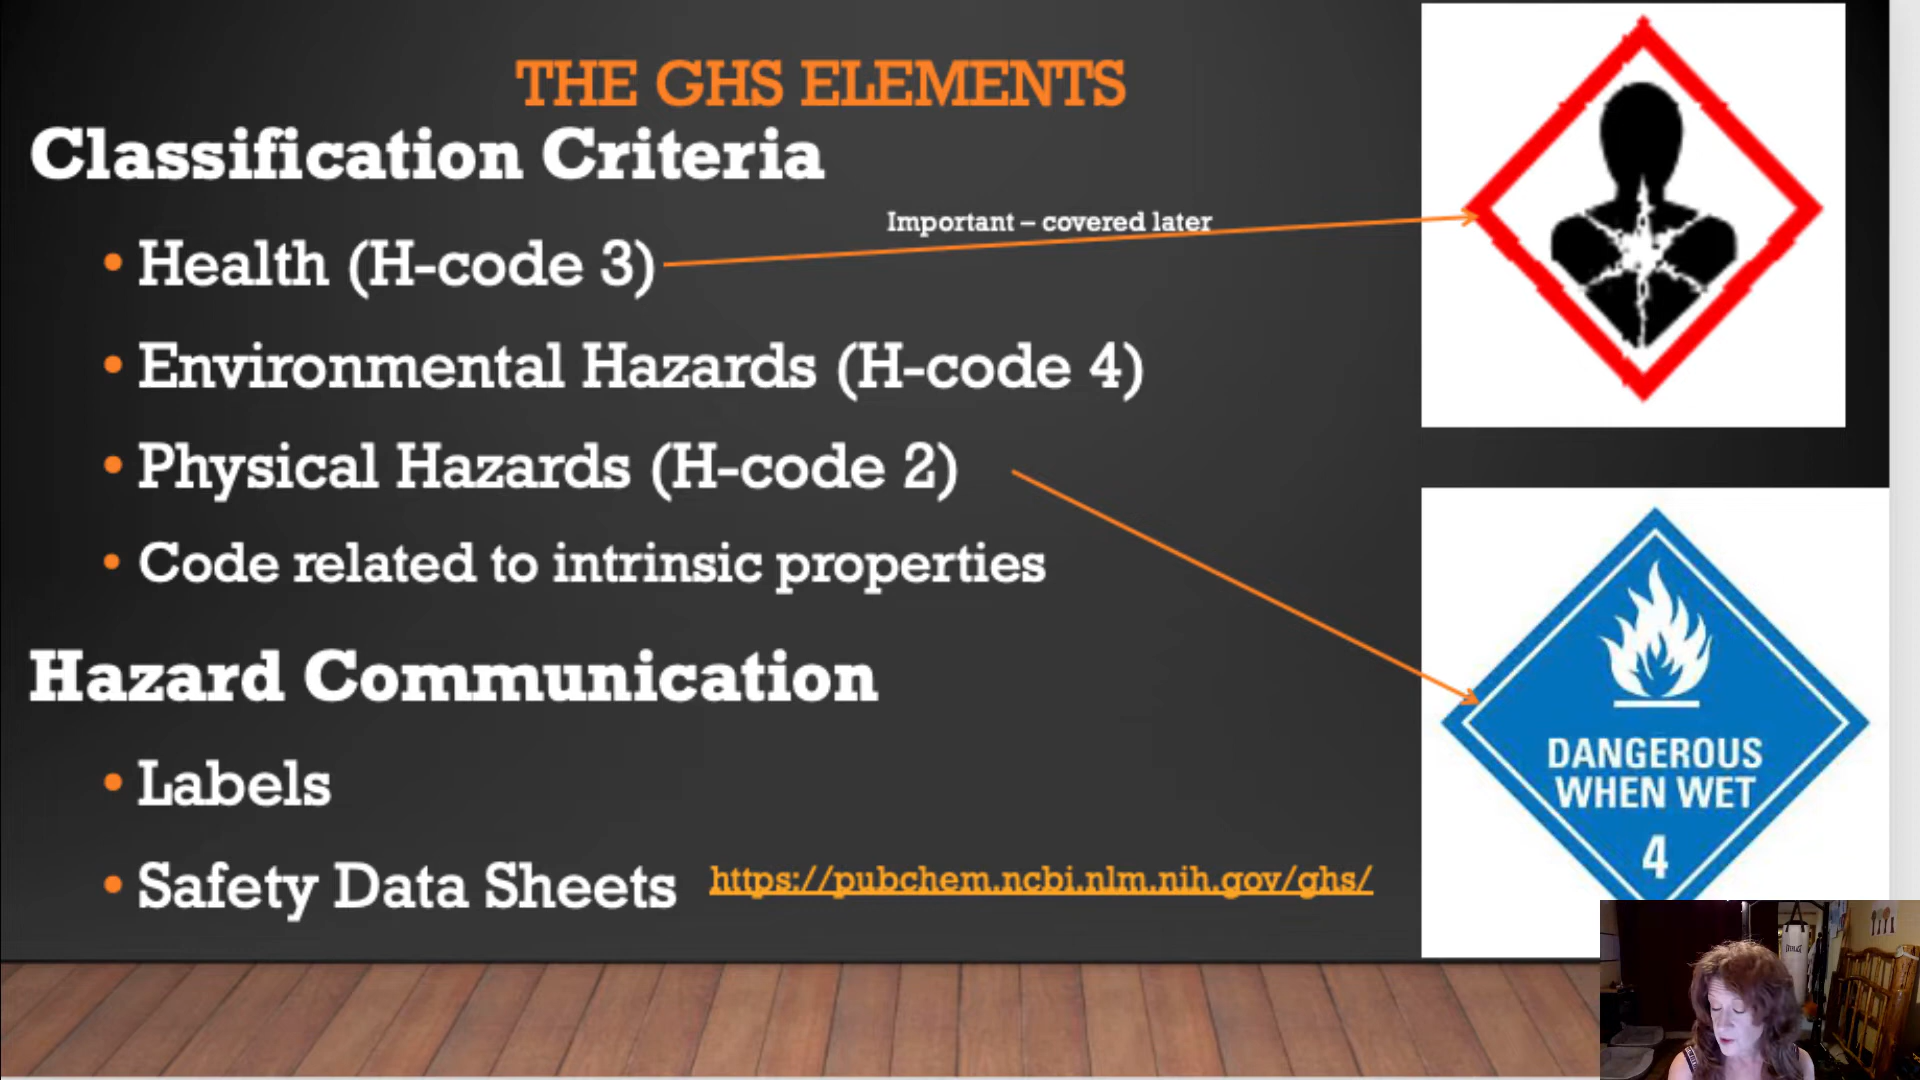 THE GHS ELEMENTS
Classification Criteria
• Health (H-code 3)
Important – covered later
• Environmental Hazards (H-code 4)
• Physical Hazards (H-code 2)
• Code related to intrinsic properties
Hazard Communication
• Labels
• Safety Data Sheets https://pubchem.ncbi.nlm.nih.gov/ghs/
DANGEROUS
WHEN WET
4